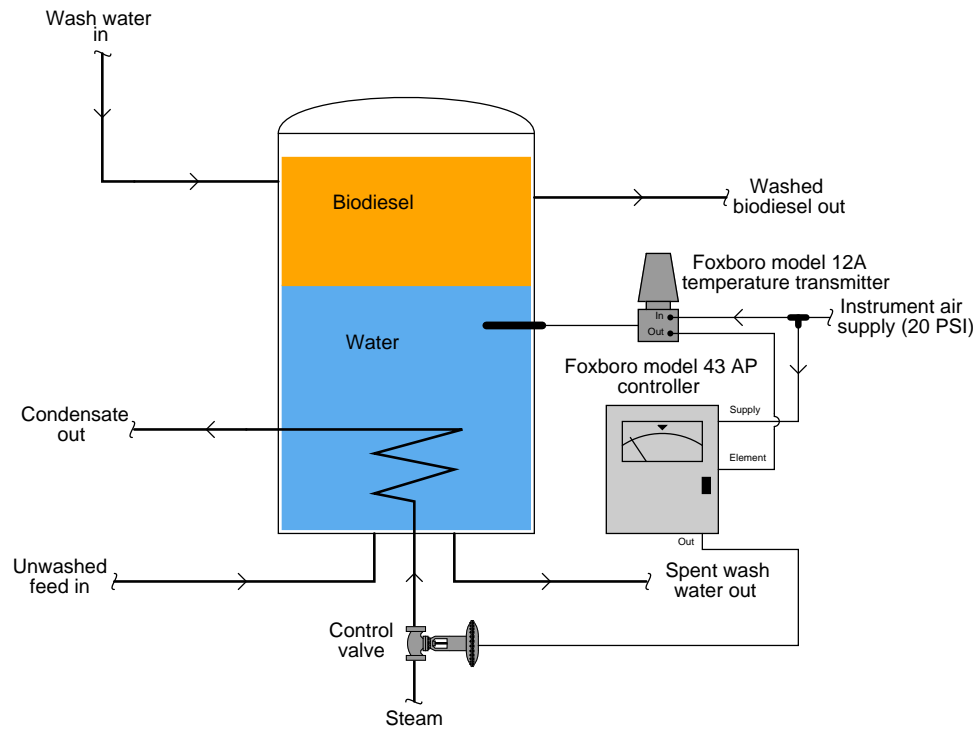 Wash water
in
Biodiesel
Washed
biodiesel out
Foxboro model 12A
temperature transmitter
In
Out
Instrument air
supply (20 PSI)
Water
Foxboro model 43 AP
controller
Supply
Element
Out
Condensate
out
Unwashed
feed in
Spent wash
water out
Control
valve
Steam